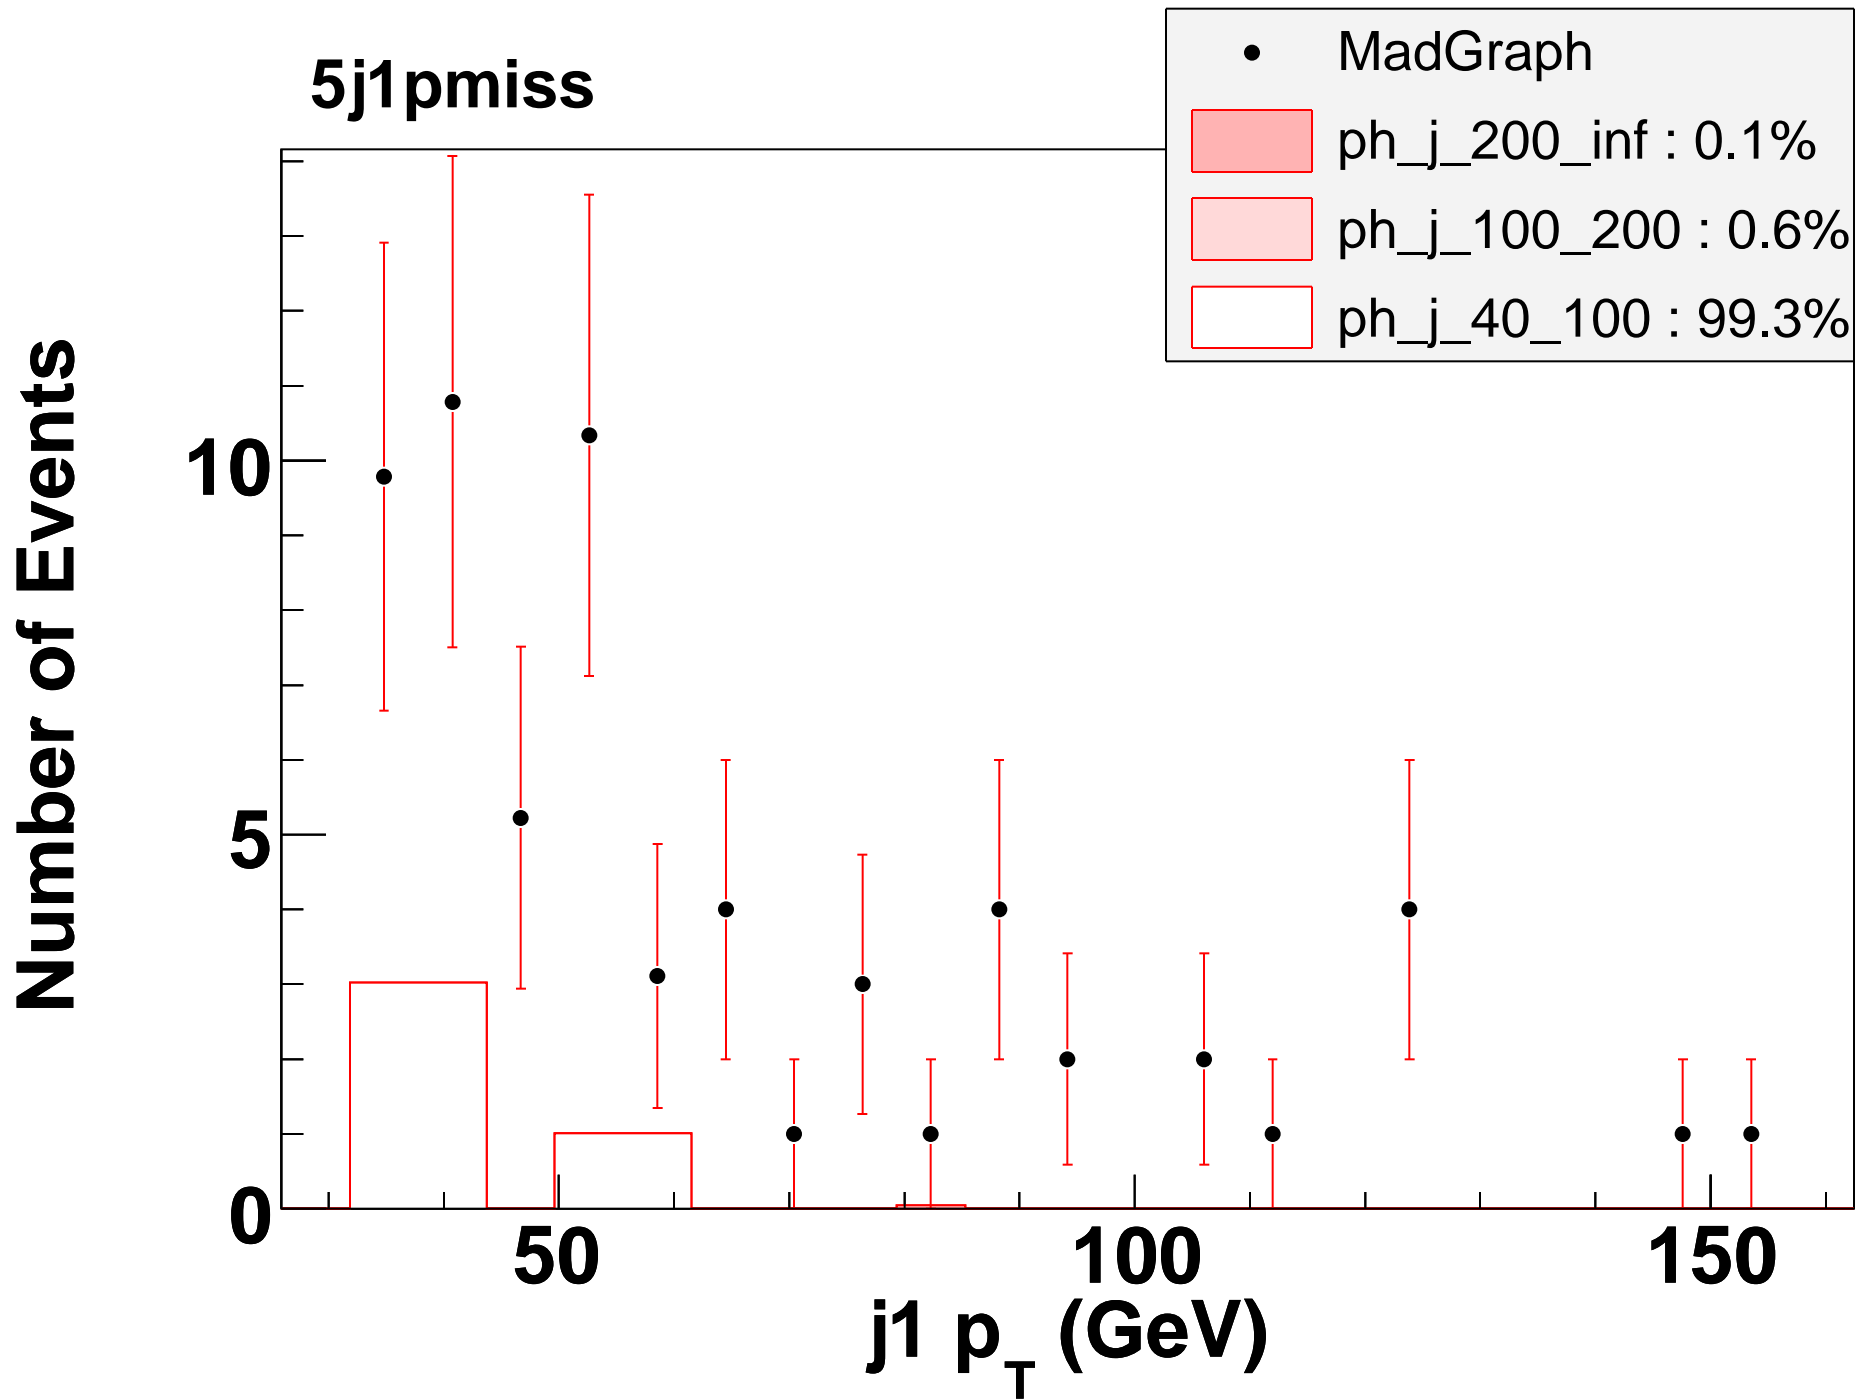 5j1pmiss
MadGraph
ph_j_200_inf : 0.1%
ph_j_100_200 : 0.6%
ph_j_40_100 : 99.3%
Number of Events
10
5
0
50
100
150
j1 p_T (GeV)